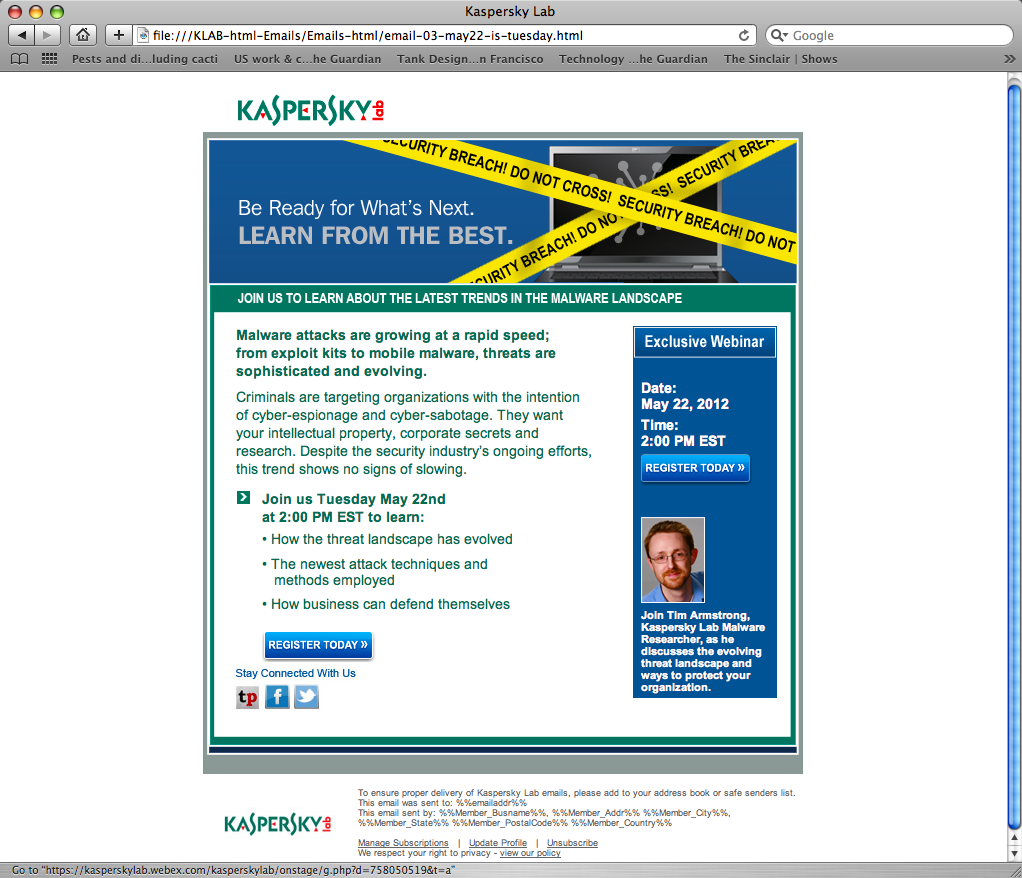 Kaspersky Lab
file:///KLAB-html-Emails/Emails-html/email-03-may22-is-tuesday.html
Google
Pests and di...luding cacti US work & c...he Guardian Tank Design...n Francisco Technology ...he Guardian The Sinclair | Shows
KASPERSKY lab
SECURITY BREACH! DO NOT CROSS! SECURITY BREACH! DO NOT
SECURITY BREACH! DO NO SS! SECURITY BREA
Be Ready for What's Next.
LEARN FROM THE BEST.
JOIN US TO LEARN ABOUT THE LATEST TRENDS IN THE MALWARE LANDSCAPE
Malware attacks are growing at a rapid speed;
from exploit kits to mobile malware, threats are
sophisticated and evolving.
Criminals are targeting organizations with the intention
of cyber-espionage and cyber-sabotage. They want
your intellectual property, corporate secrets and
research. Despite the security industry's ongoing efforts,
this trend shows no signs of slowing.
Join us Tuesday May 22nd
at 2:00 PM EST to learn:
• How the threat landscape has evolved
• The newest attack techniques and
methods employed
• How business can defend themselves
REGISTER TODAY »
Stay Connected With Us
tp f
Exclusive Webinar
Date:
May 22, 2012
Time:
2:00 PM EST
REGISTER TODAY »
Join Tim Armstrong,
Kaspersky Lab Malware
Researcher, as he
discusses the evolving
threat landscape and
ways to protect your
organization.
KASPERSKY lab
To ensure proper delivery of Kaspersky Lab emails, please add to your address book or safe senders list.
This email was sent to: %%emailaddr%%
This email sent by: %%Member_Busname%%, %%Member_Addr%% %%Member_City%%,
%%Member_State%% %%Member_PostalCode%% %%Member_Country%%
Manage Subscriptions | Update Profile | Unsubscribe
We respect your right to privacy - view our policy
Go to "https://kasperskylab.webex.com/kasperskylab/onstage/g.php?d=758050519&t=a"